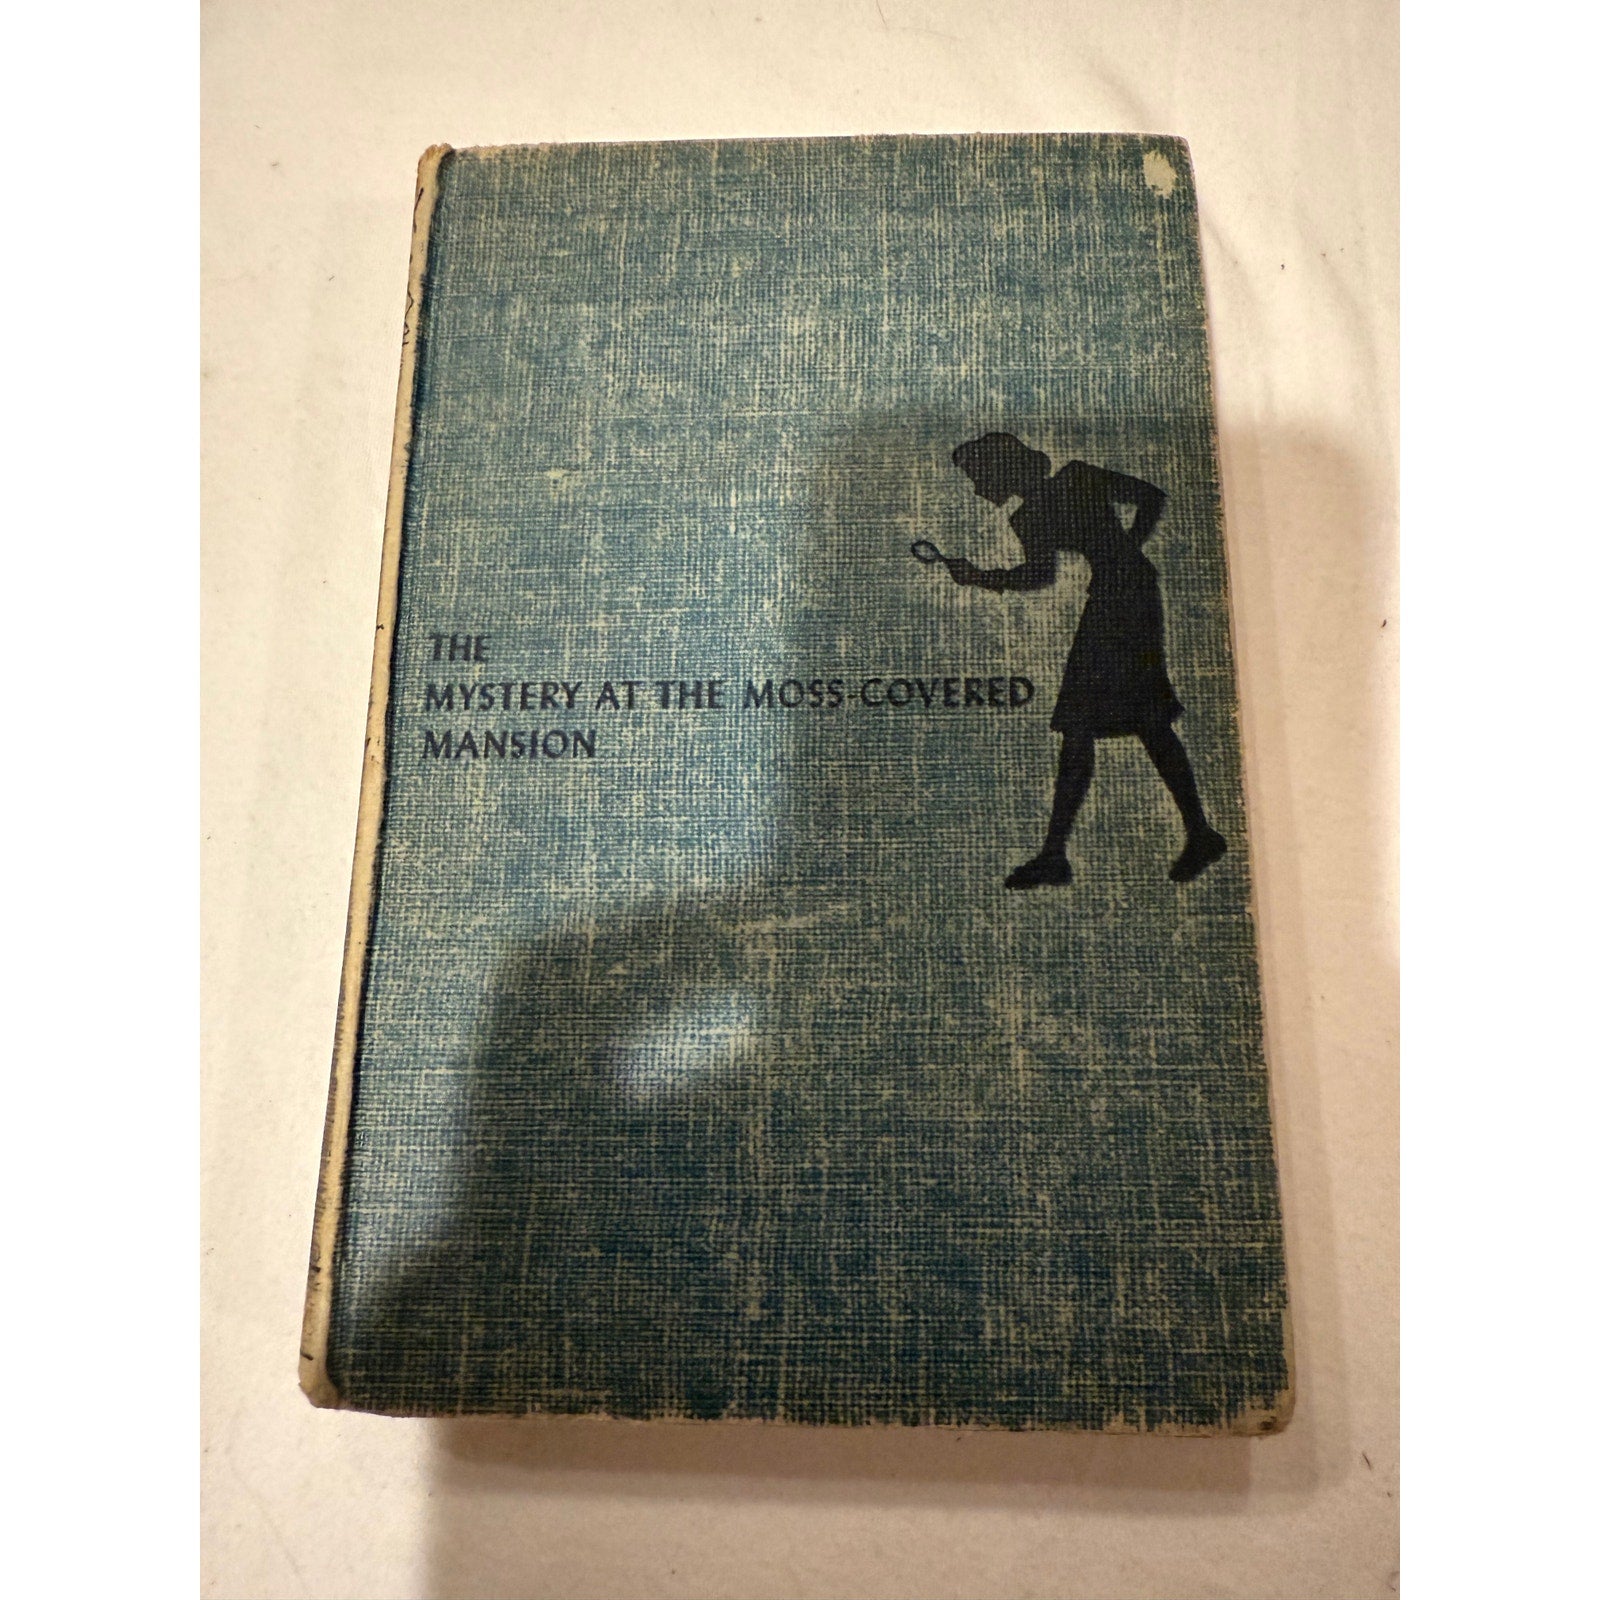 THE
MYSTERY AT THE MOSS-COVERED
MANSION